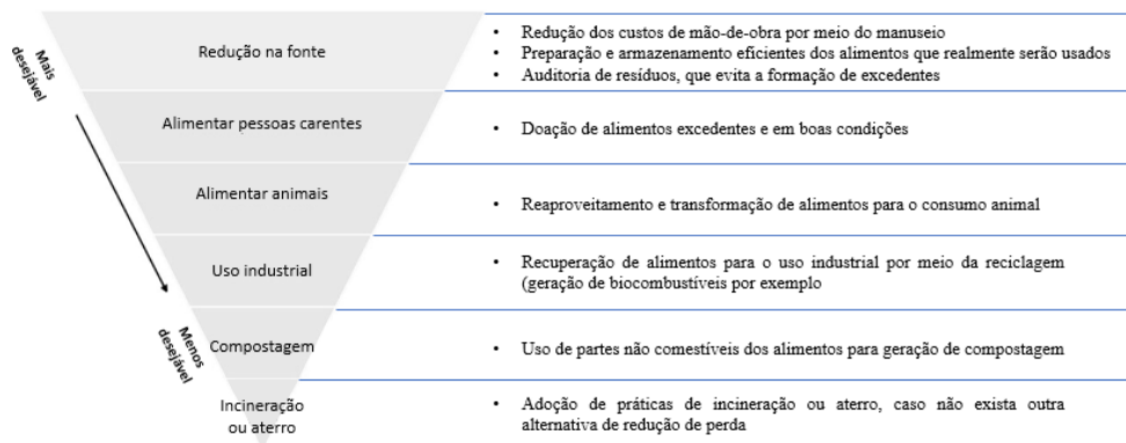 Mais
desejável
Redução na fonte
• Redução dos custos de mão-de-obra por meio do manuseio
• Preparação e armazenamento eficientes dos alimentos que realmente serão usados
• Auditoria de resíduos, que evita a formação de excedentes
Alimentar pessoas carentes
• Doação de alimentos excedentes e em boas condições
Alimentar animais
• Reaproveitamento e transformação de alimentos para o consumo animal
Uso industrial
• Recuperação de alimentos para o uso industrial por meio da reciclagem
(geração de biocombustíveis por exemplo
Menos
desejável
Compostagem
• Uso de partes não comestíveis dos alimentos para geração de compostagem
Incineração
ou aterro
• Adoção de práticas de incineração ou aterro, caso não exista outra
alternativa de redução de perda